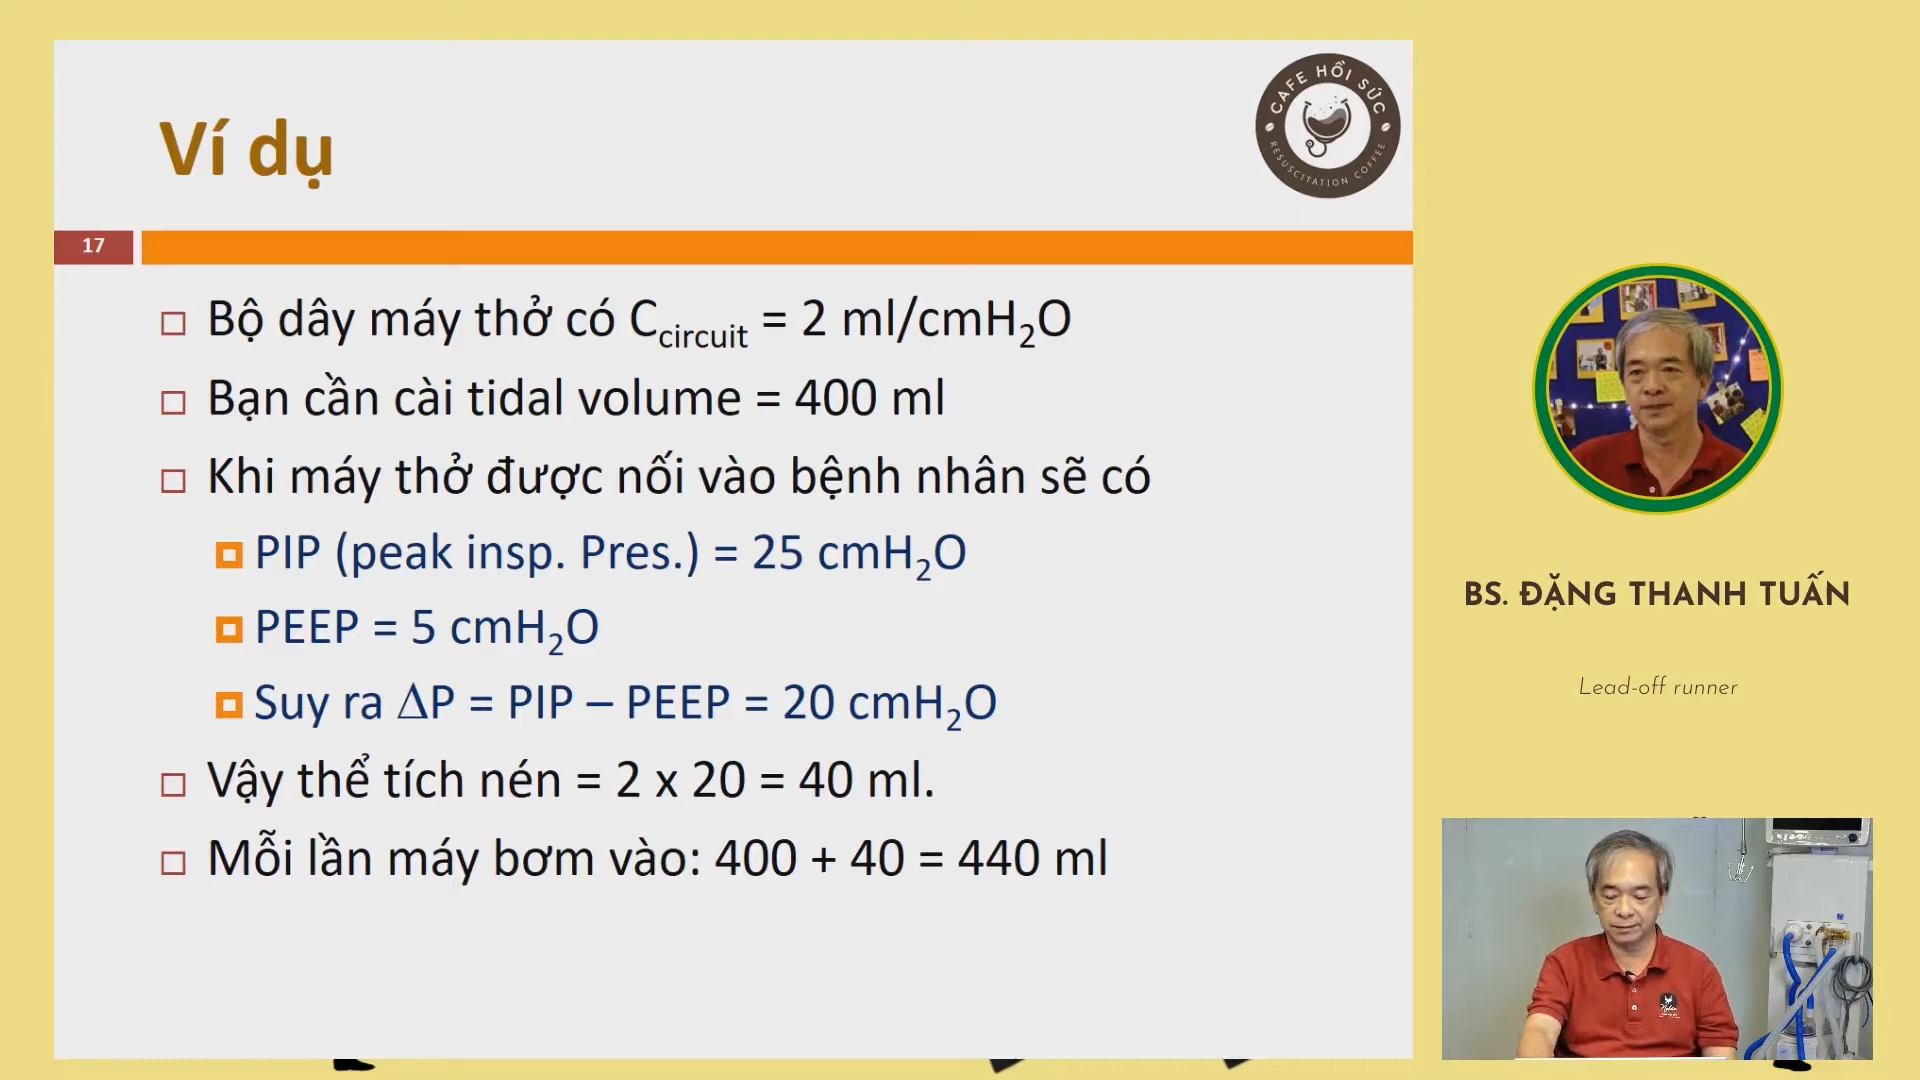 CAFE HỒI SỨC
RESUSCITATION COFFEE
Ví dụ
17
Bộ dây máy thở có Ccircuit = 2 ml/cmH2O
Bạn cần cài tidal volume = 400 ml
Khi máy thở được nối vào bệnh nhân sẽ có
PIP (peak insp. Pres.) = 25 cmH2O
PEEP = 5 cmH2O
Suy ra ΔP = PIP – PEEP = 20 cmH2O
Vậy thể tích nén = 2 x 20 = 40 ml.
Mỗi lần máy bơm vào: 400 + 40 = 440 ml
BS. ĐẶNG THANH TUẤN
Lead-off runner